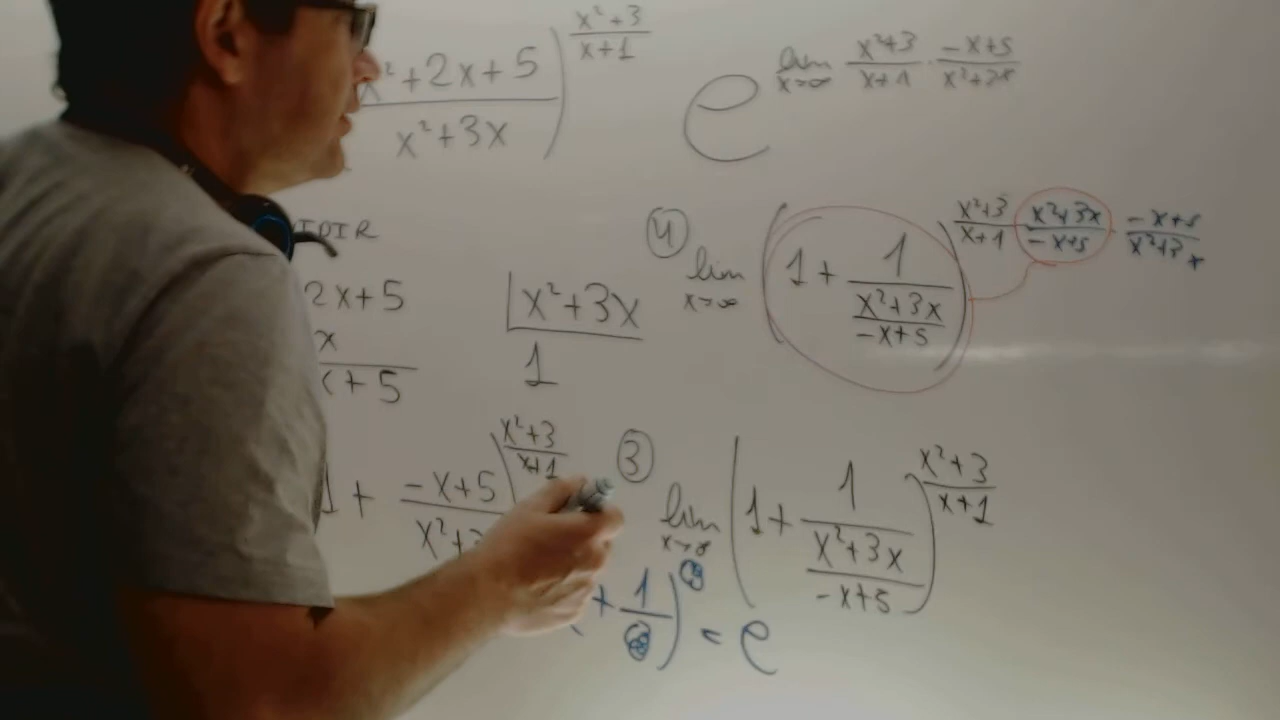 x²+2x+5 / x²+3x ) x²+3 / x+1
e lim x→∞ x²+3 / x+1 · -x+5 / x²+3x
IDIR
2x+5 |x²+3x
x 1
x+5
④ lim x→∞ ( 1 + 1 / x²+3x / -x+5 ) x²+3 / x+1 · x²+3x / -x+5 · -x+5 / x²+3x
1 + -x+5 / x²+3 ) x²+3 / x+1
③ lim x→∞ ( 1 + 1 / x²+3x / -x+5 ) x²+3 / x+1
( + 1 / ) = e